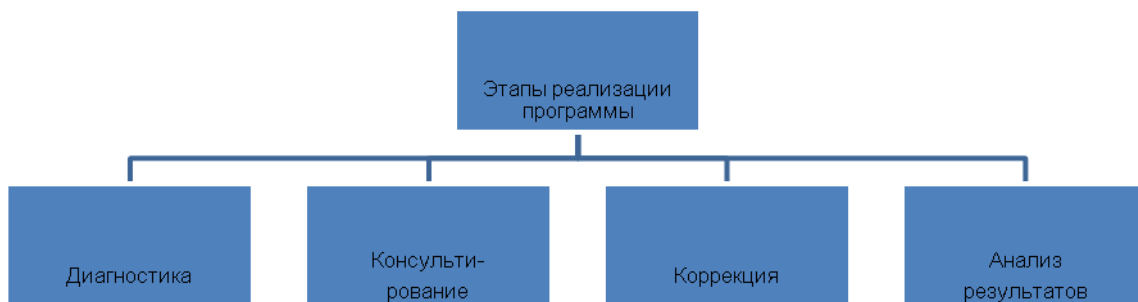 Этапы реализации
программы
Диагностика
Консульти-
рование
Коррекция
Анализ
результатов